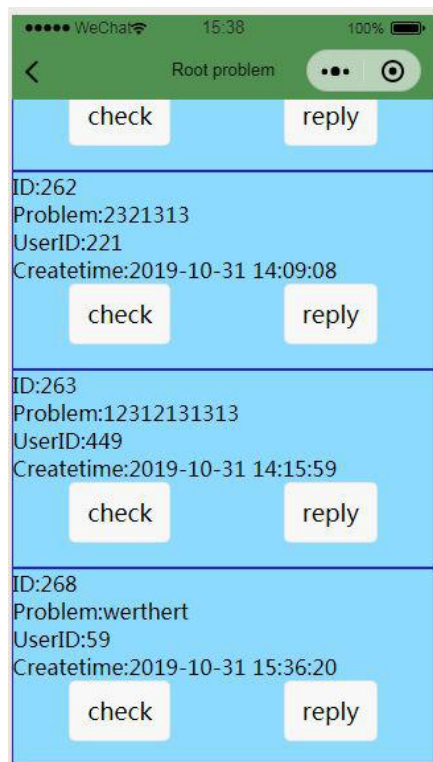 WeChat 15:38 100%
Root problem
check reply
ID:262
Problem:2321313
UserID:221
Createtime:2019-10-31 14:09:08
check reply
ID:263
Problem:12312131313
UserID:449
Createtime:2019-10-31 14:15:59
check reply
ID:268
Problem:werthert
UserID:59
Createtime:2019-10-31 15:36:20
check reply